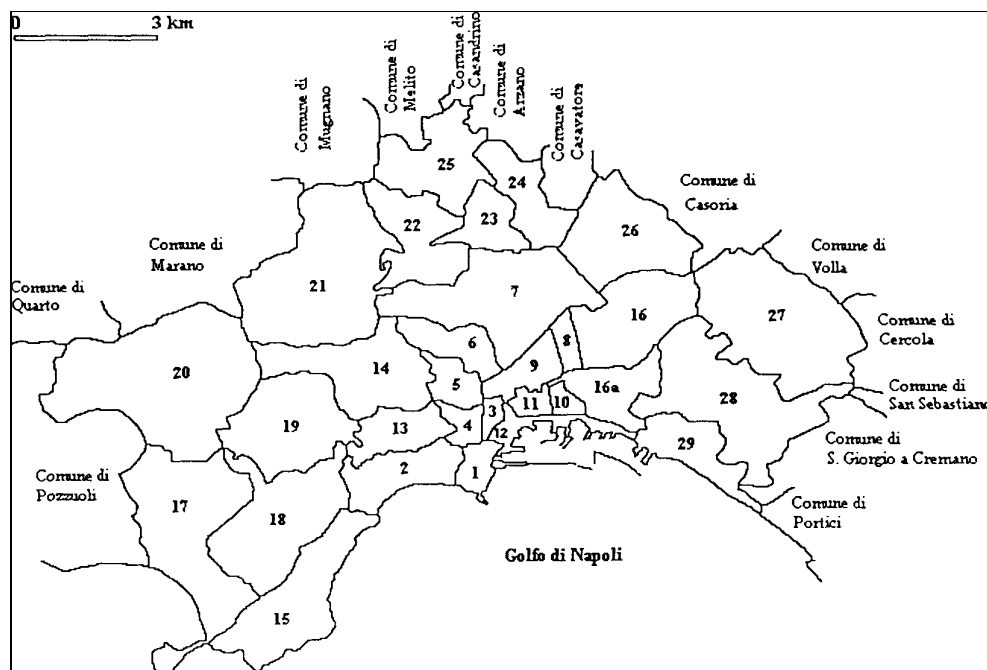 0 3 km
Comune di
Mugnano
Comune di
Melito
Comune di
Casandrino
Comune di
Arzano
Comune di
Casavatore
Comune di
Casoria
Comune di
Volla
Comune di
Cercola
Comune di
San Sebastiano
Comune di
S. Giorgio a Cremano
Comune di
Portici
Comune di
Marano
Comune di
Quarto
Comune di
Pozzuoli
25
24
23
22
26
21
7
16
27
6
8
9
20
14
5
16a
28
11
10
3
19
13
4
12
29
2
1
17
18
15
Golfo di Napoli